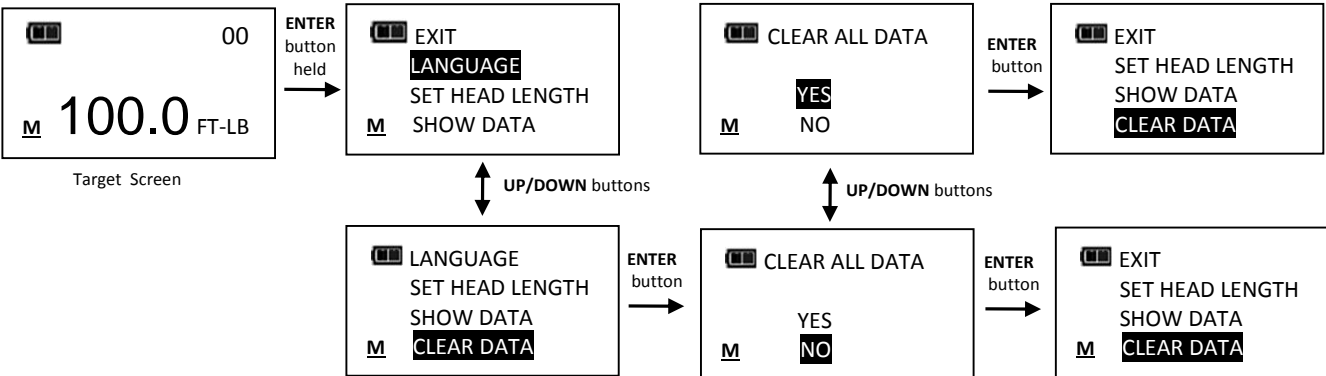 00
M 100.0 FT-LB
Target Screen
ENTER
button
held
EXIT
LANGUAGE
SET HEAD LENGTH
M SHOW DATA
UP/DOWN buttons
LANGUAGE
SET HEAD LENGTH
SHOW DATA
M CLEAR DATA
ENTER
button
CLEAR ALL DATA
YES
M NO
UP/DOWN buttons
CLEAR ALL DATA
YES
M NO
ENTER
button
EXIT
SET HEAD LENGTH
SHOW DATA
CLEAR DATA
ENTER
button
EXIT
SET HEAD LENGTH
SHOW DATA
M CLEAR DATA